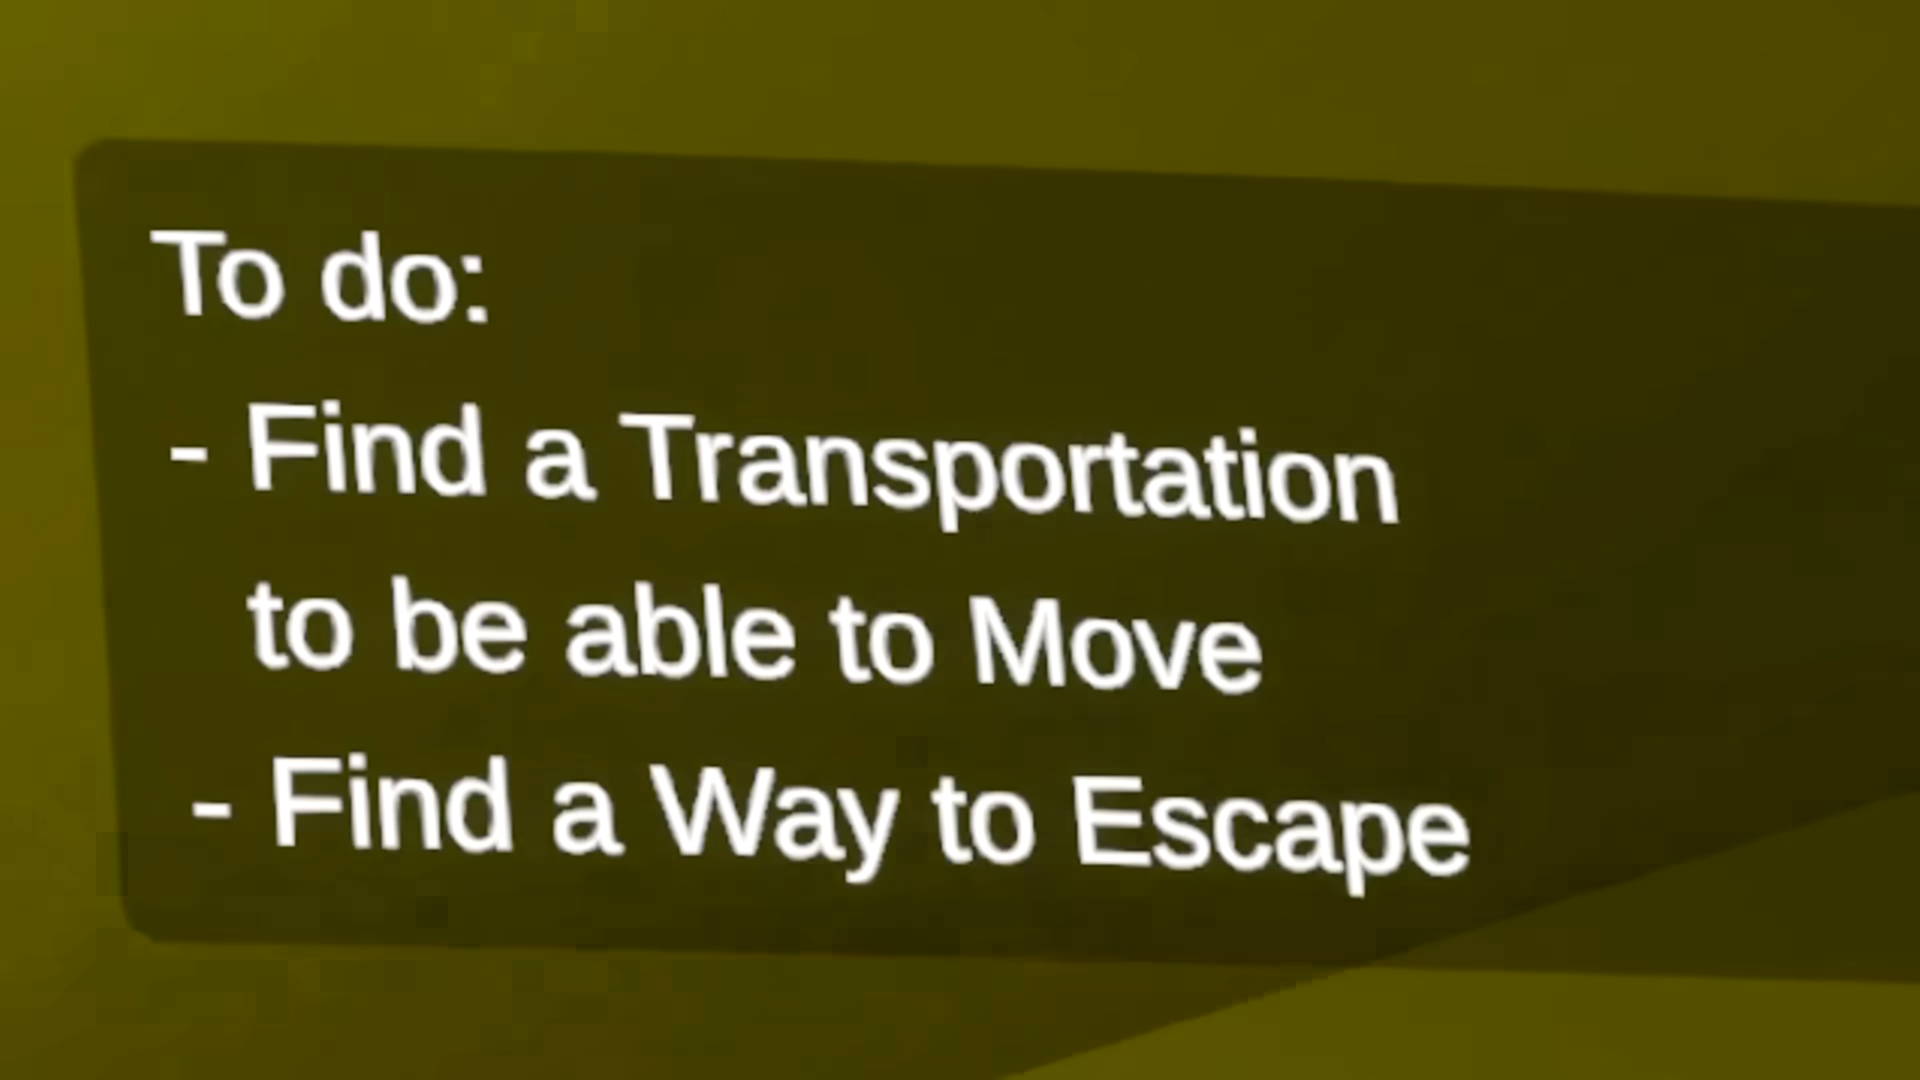 To do:
- Find a Transportation
to be able to Move
- Find a Way to Escape